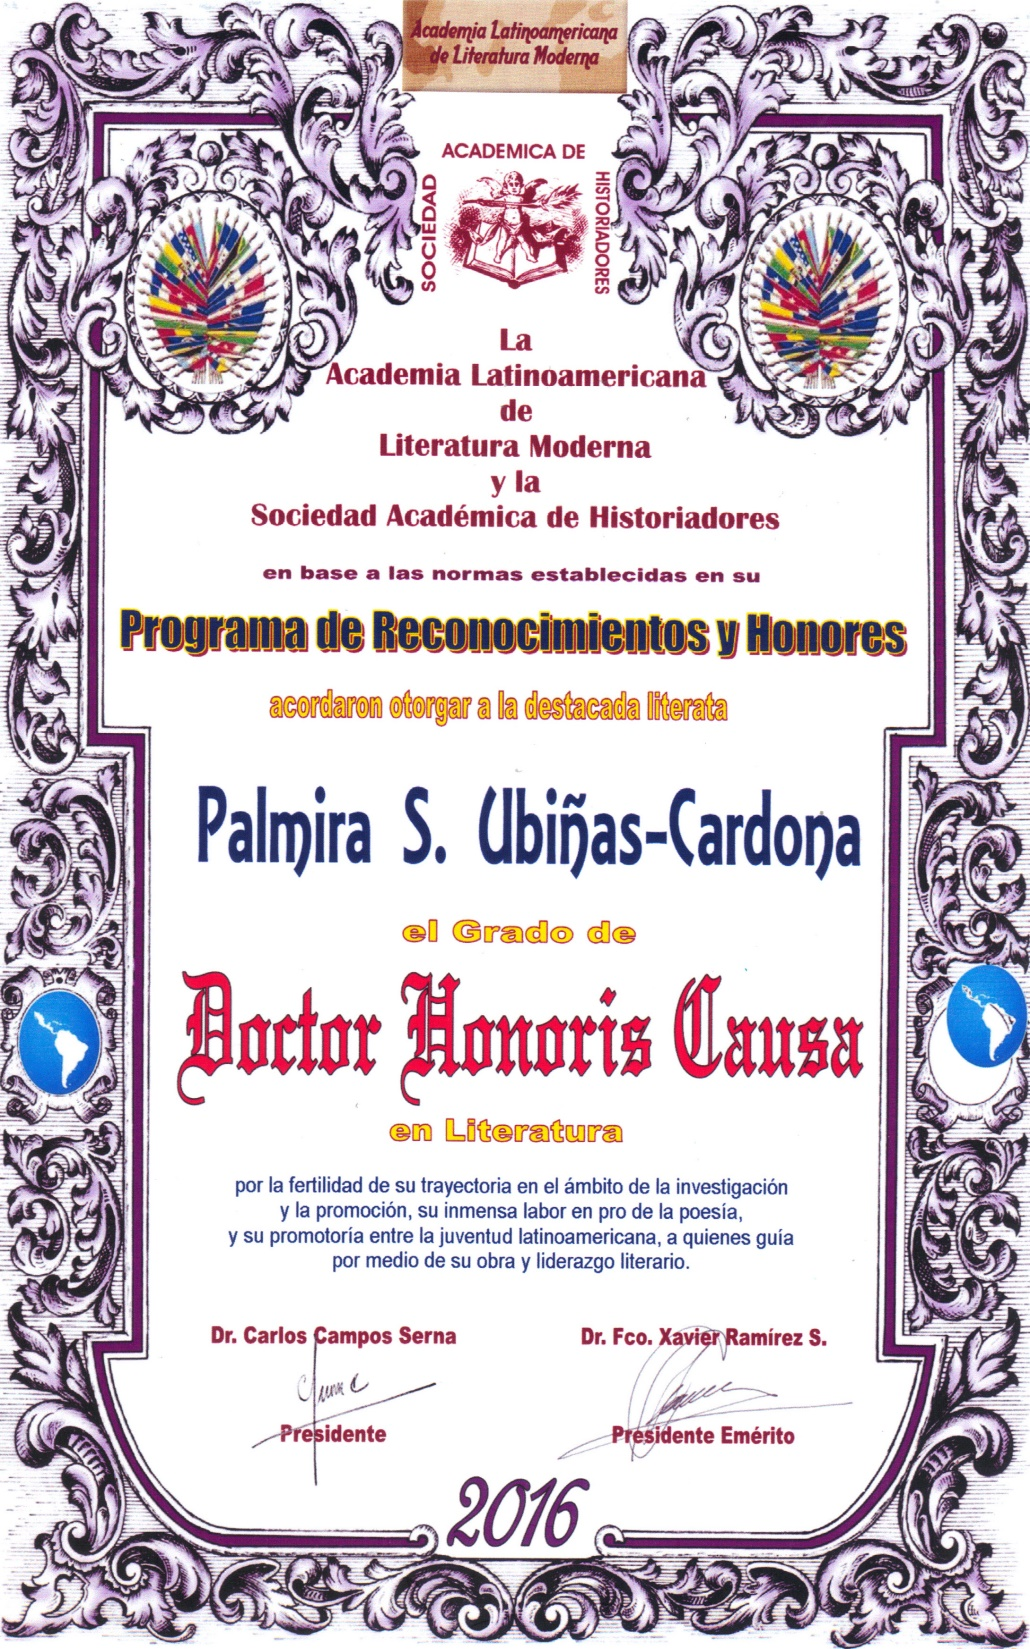 Academia Latinoamericana
de Literatura Moderna
ACADEMICA DE
SOCIEDAD
HISTORIADORES
La
Academia Latinoamericana
de
Literatura Moderna
y la
Sociedad Académica de Historiadores
en base a las normas establecidas en su
Programa de Reconocimientos y Honores
acordaron otorgar a la destacada literata
Palmira S. Ubiñas-Cardona
el Grado de
Doctor Honoris Causa
en Literatura
por la fertilidad de su trayectoria en el ámbito de la investigación
y la promoción, su inmensa labor en pro de la poesía,
y su promotoría entre la juventud latinoamericana, a quienes guía
por medio de su obra y liderazgo literario.
Dr. Carlos Campos Serna
Dr. Fco. Xavier Ramírez S.
Presidente
Presidente Emérito
2016